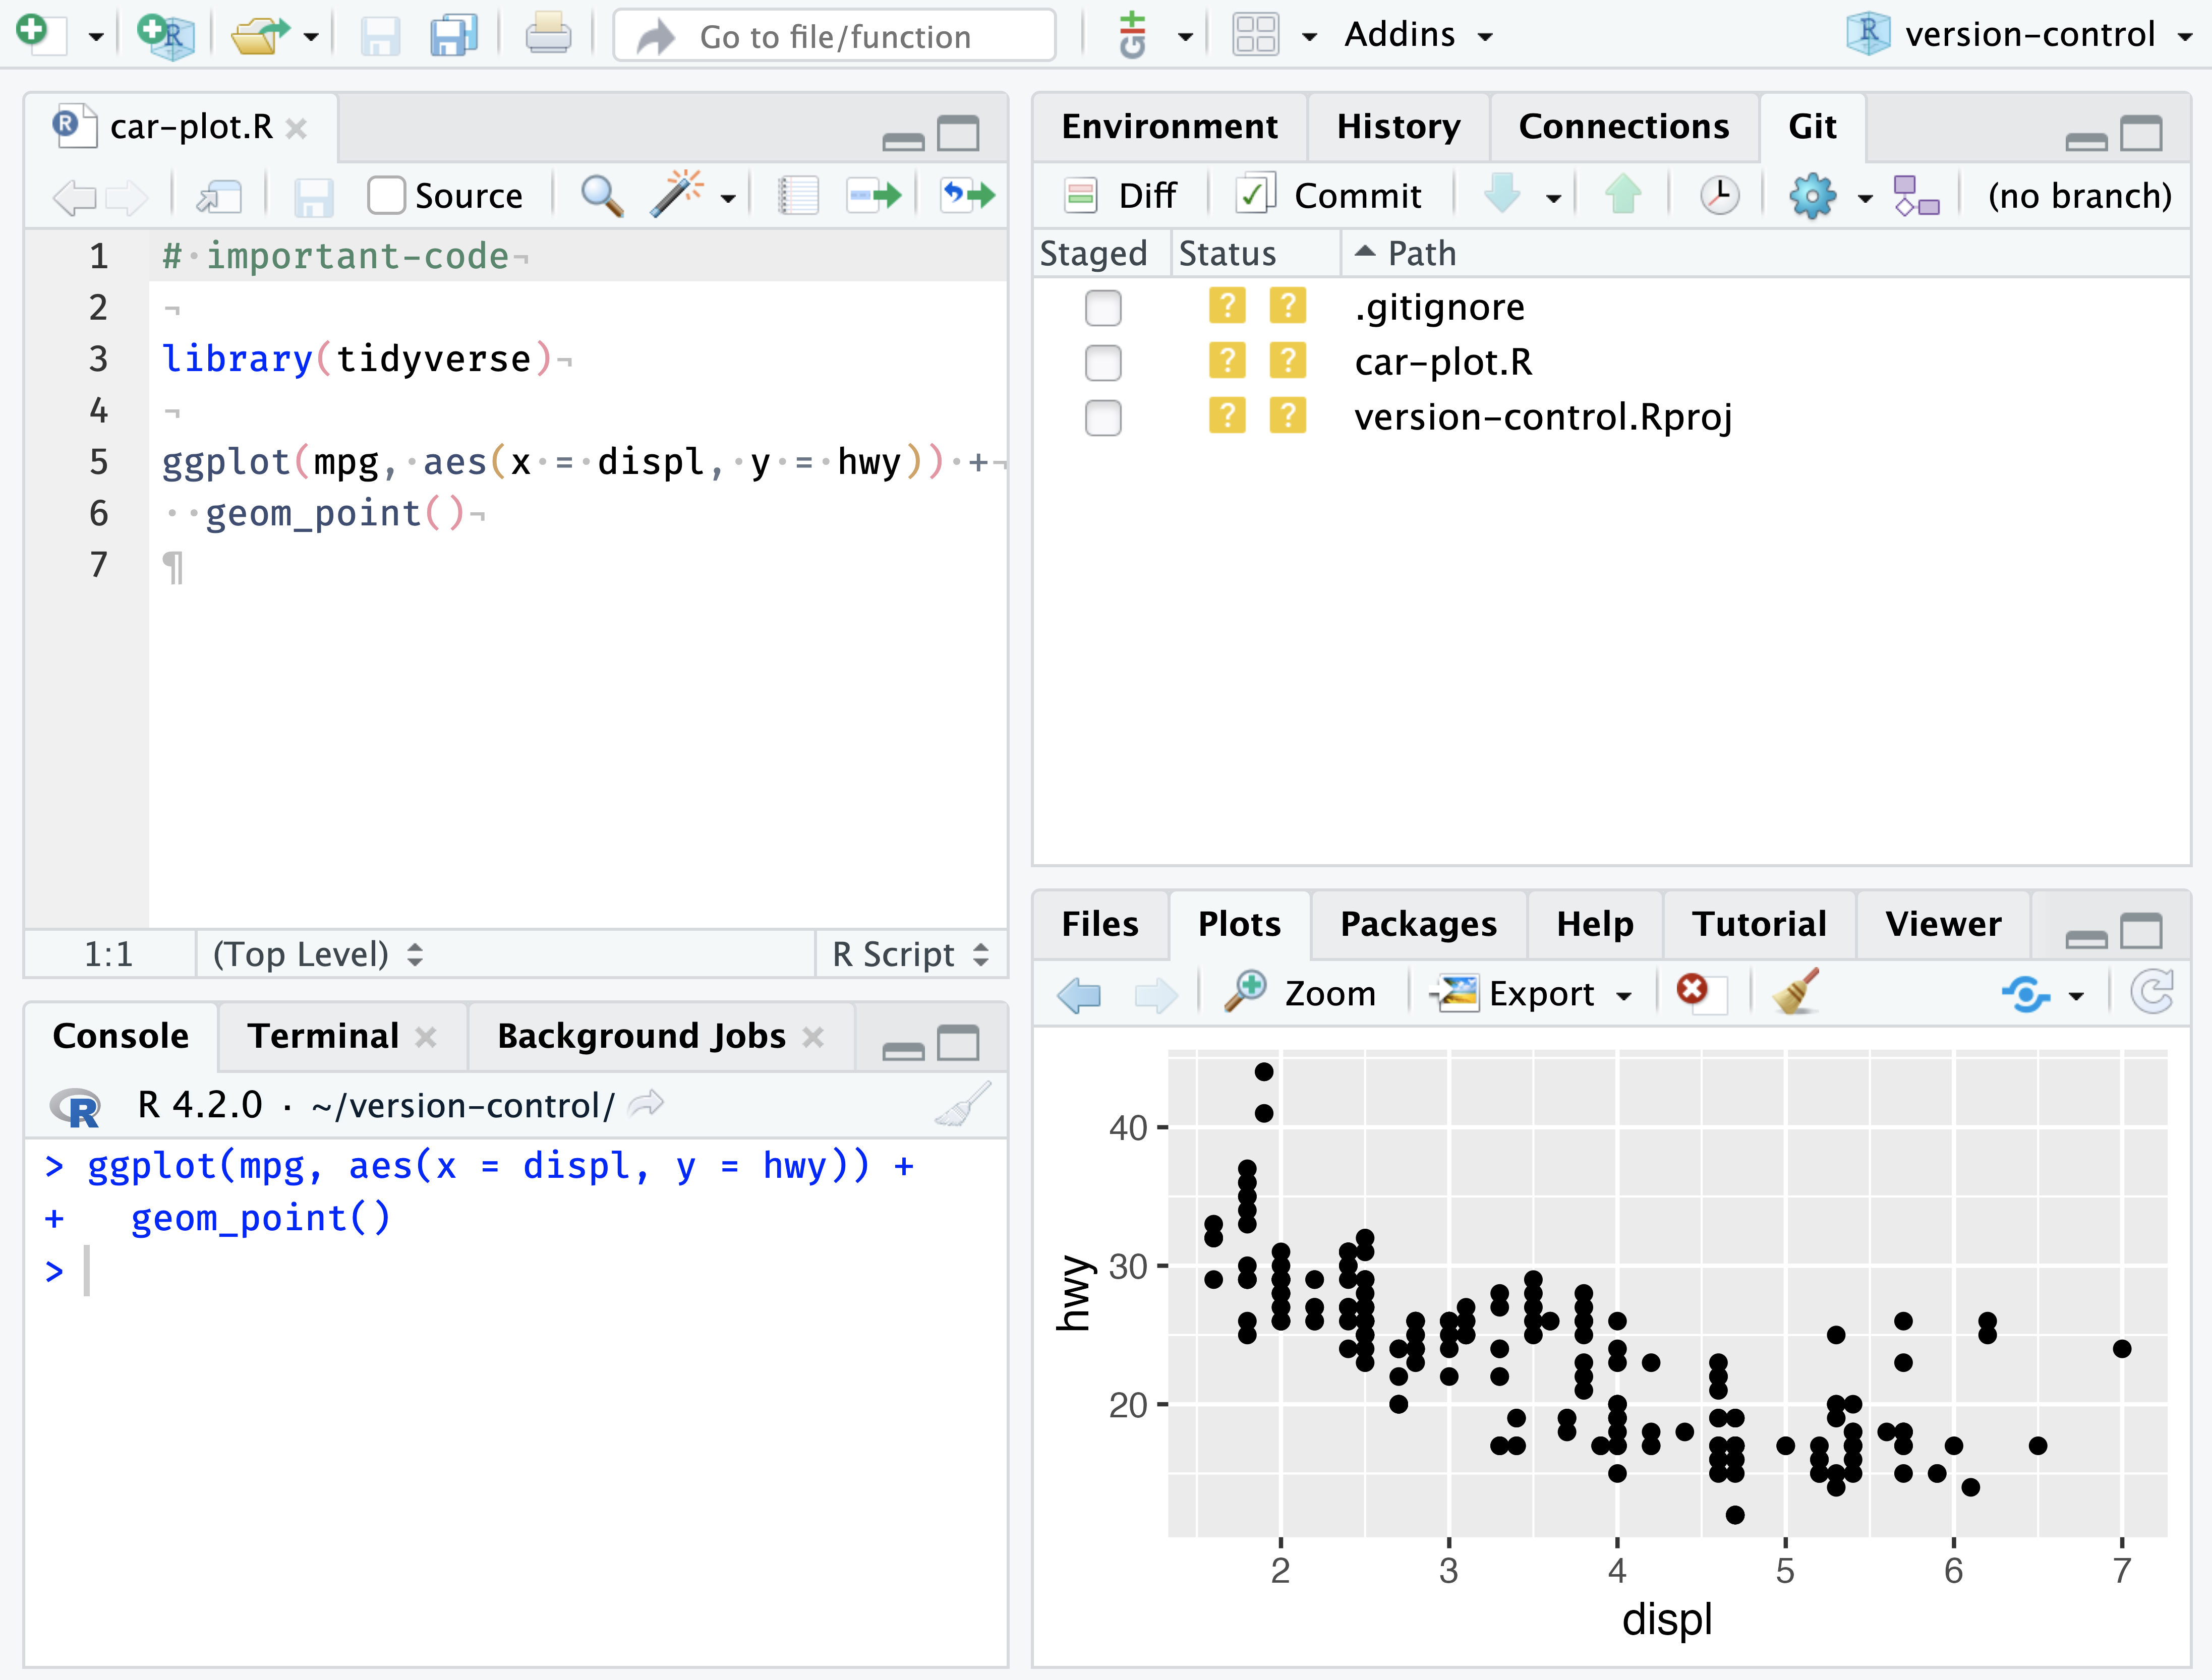 Go to file/function
Addins
version-control
car-plot.R
Source
1 # important-code
2
3 library(tidyverse)
4
5 ggplot(mpg, aes(x = displ, y = hwy)) +
6 geom_point()
7
1:1 (Top Level) R Script
Console Terminal Background Jobs
R 4.2.0 · ~/version-control/
> ggplot(mpg, aes(x = displ, y = hwy)) +
+   geom_point()
>
Environment History Connections Git
Diff Commit (no branch)
Staged Status Path
? ? .gitignore
? ? car-plot.R
? ? version-control.Rproj
Files Plots Packages Help Tutorial Viewer
Zoom Export
40
30
20
hwy
2 3 4 5 6 7
displ